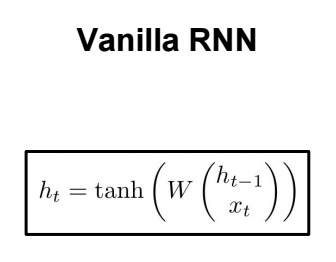 Vanilla RNN
h_t = tanh ( W ( h_{t-1}
x_t ) )